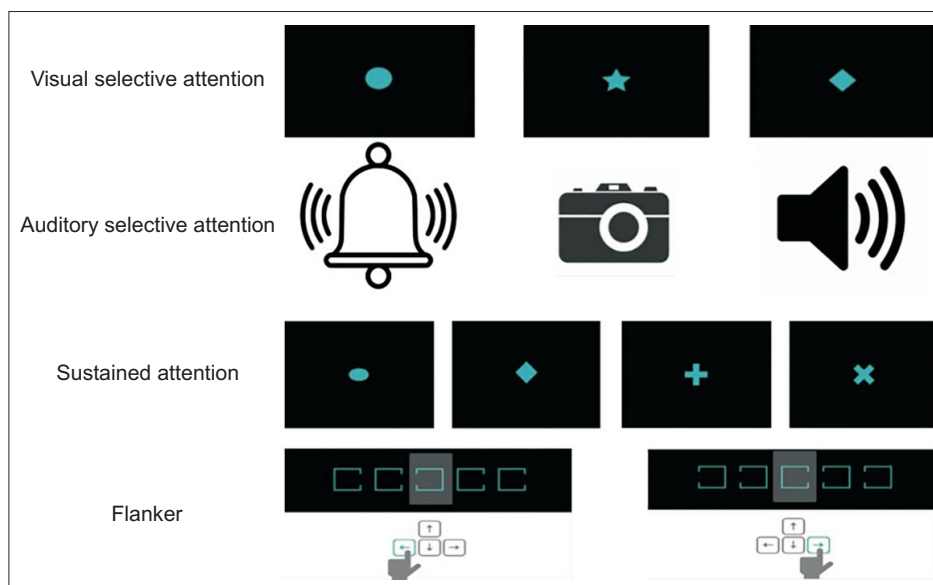 Visual selective attention
Auditory selective attention
Sustained attention
Flanker
↑ ↑
← ↓ → ← ↓ →